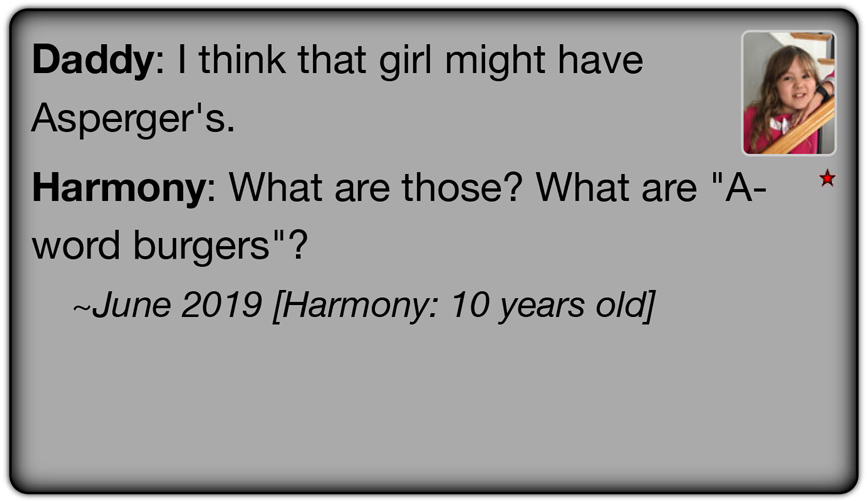 Daddy: I think that girl might have
Asperger's.
Harmony: What are those? What are "A-
word burgers"?
~June 2019 [Harmony: 10 years old]